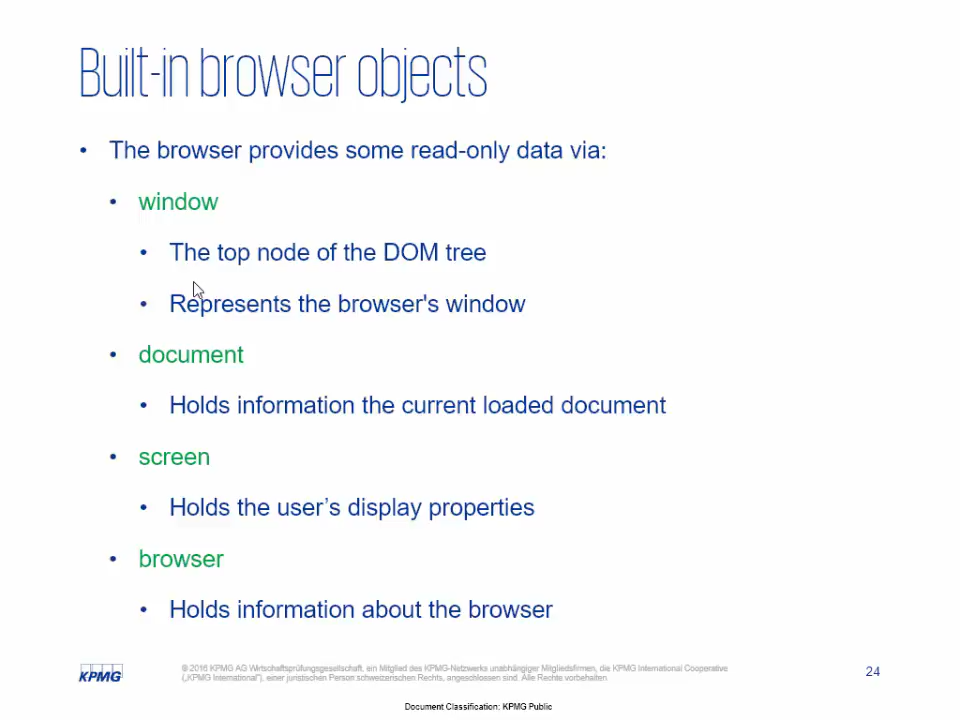 Built-in browser objects
• The browser provides some read-only data via:
• window
• The top node of the DOM tree
• Represents the browser's window
• document
• Holds information the current loaded document
• screen
• Holds the user’s display properties
• browser
• Holds information about the browser
KPMG
© 2016 KPMG AG Wirtschaftsprüfungsgesellschaft, ein Mitglied des KPMG-Netzwerks unabhängiger Mitgliedsfirmen, die KPMG International Cooperative
(„KPMG International”), einer juristischen Person schweizerischen Rechts, angeschlossen sind. Alle Rechte vorbehalten.
24
Document Classification: KPMG Public